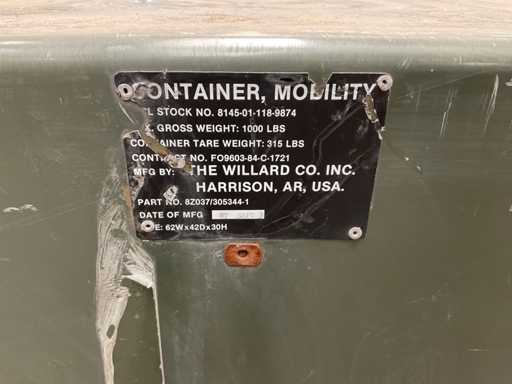 CONTAINER, MOBILITY
L STOCK NO. 8145-01-118-9874
X. GROSS WEIGHT: 1000 LBS
CONTAINER TARE WEIGHT: 315 LBS
CONTRACT NO. FO9603-84-C-1721
MFG BY: THE WILLARD CO. INC.
HARRISON, AR, USA.
PART NO. 8Z037/305344-1
DATE OF MFG
E: 62Wx42Dx30H